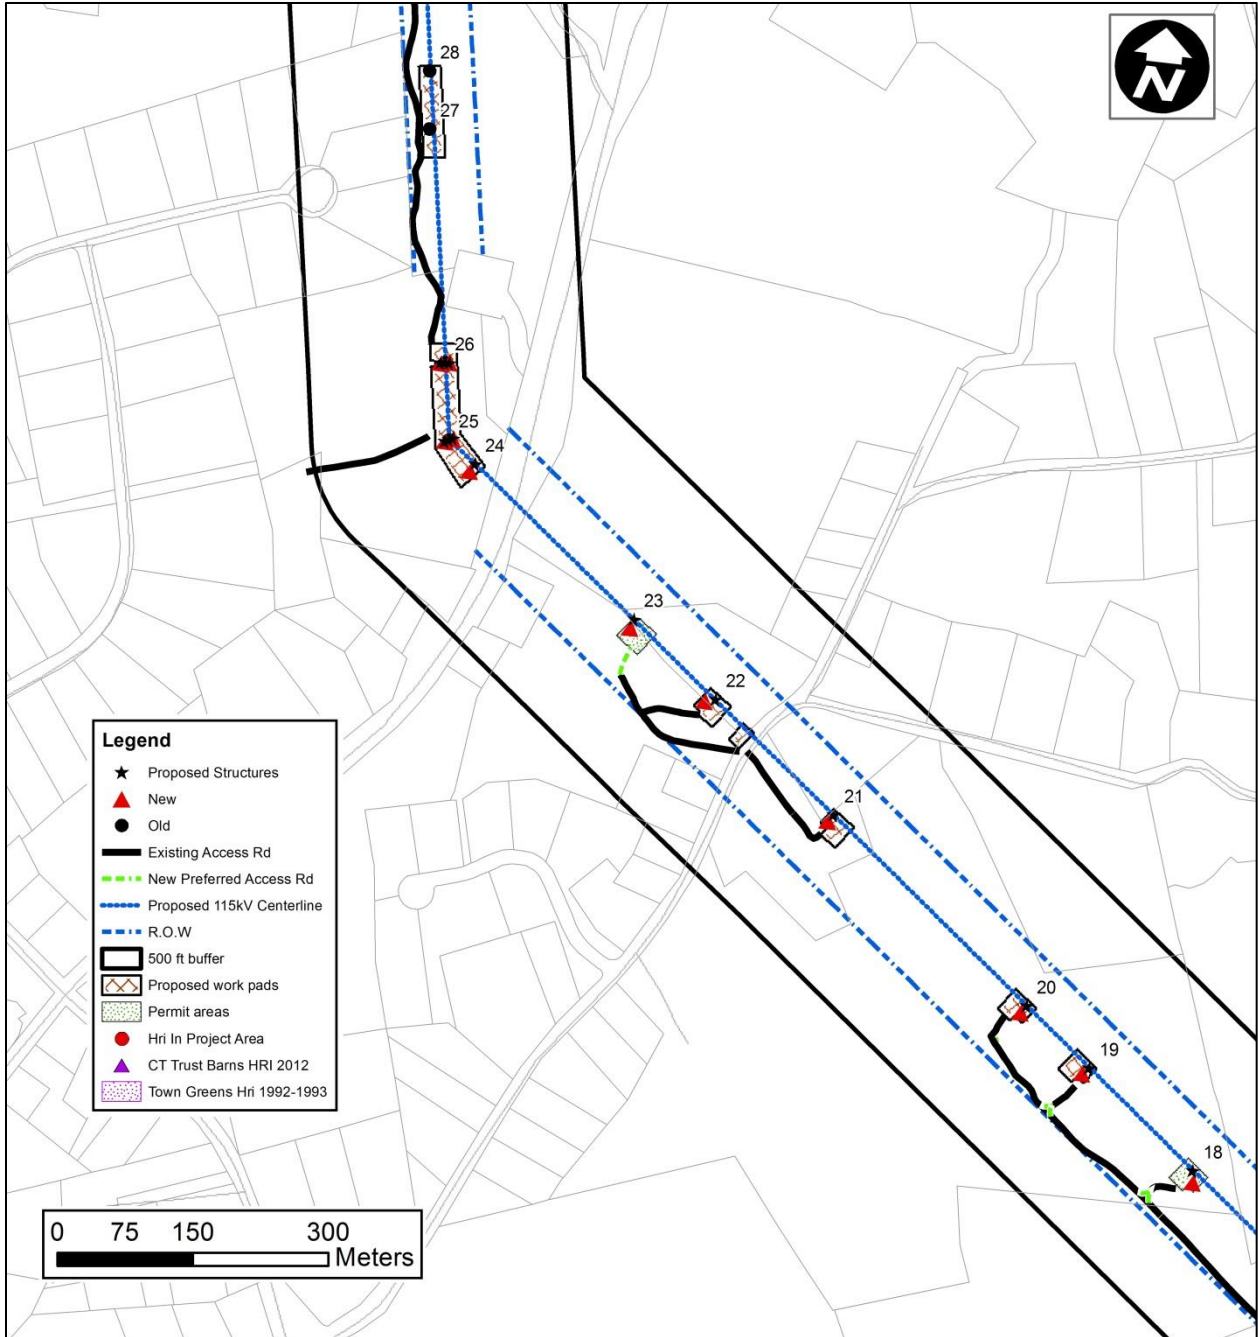 28
N
27
26
25
24
23
22
21
20
19
18
Legend
Proposed Structures
New
Old
Existing Access Rd
New Preferred Access Rd
Proposed 115kV Centerline
R.O.W
500 ft buffer
Proposed work pads
Permit areas
Hri In Project Area
CT Trust Barns HRI 2012
Town Greens Hri 1992-1993
0 75 150 300
Meters